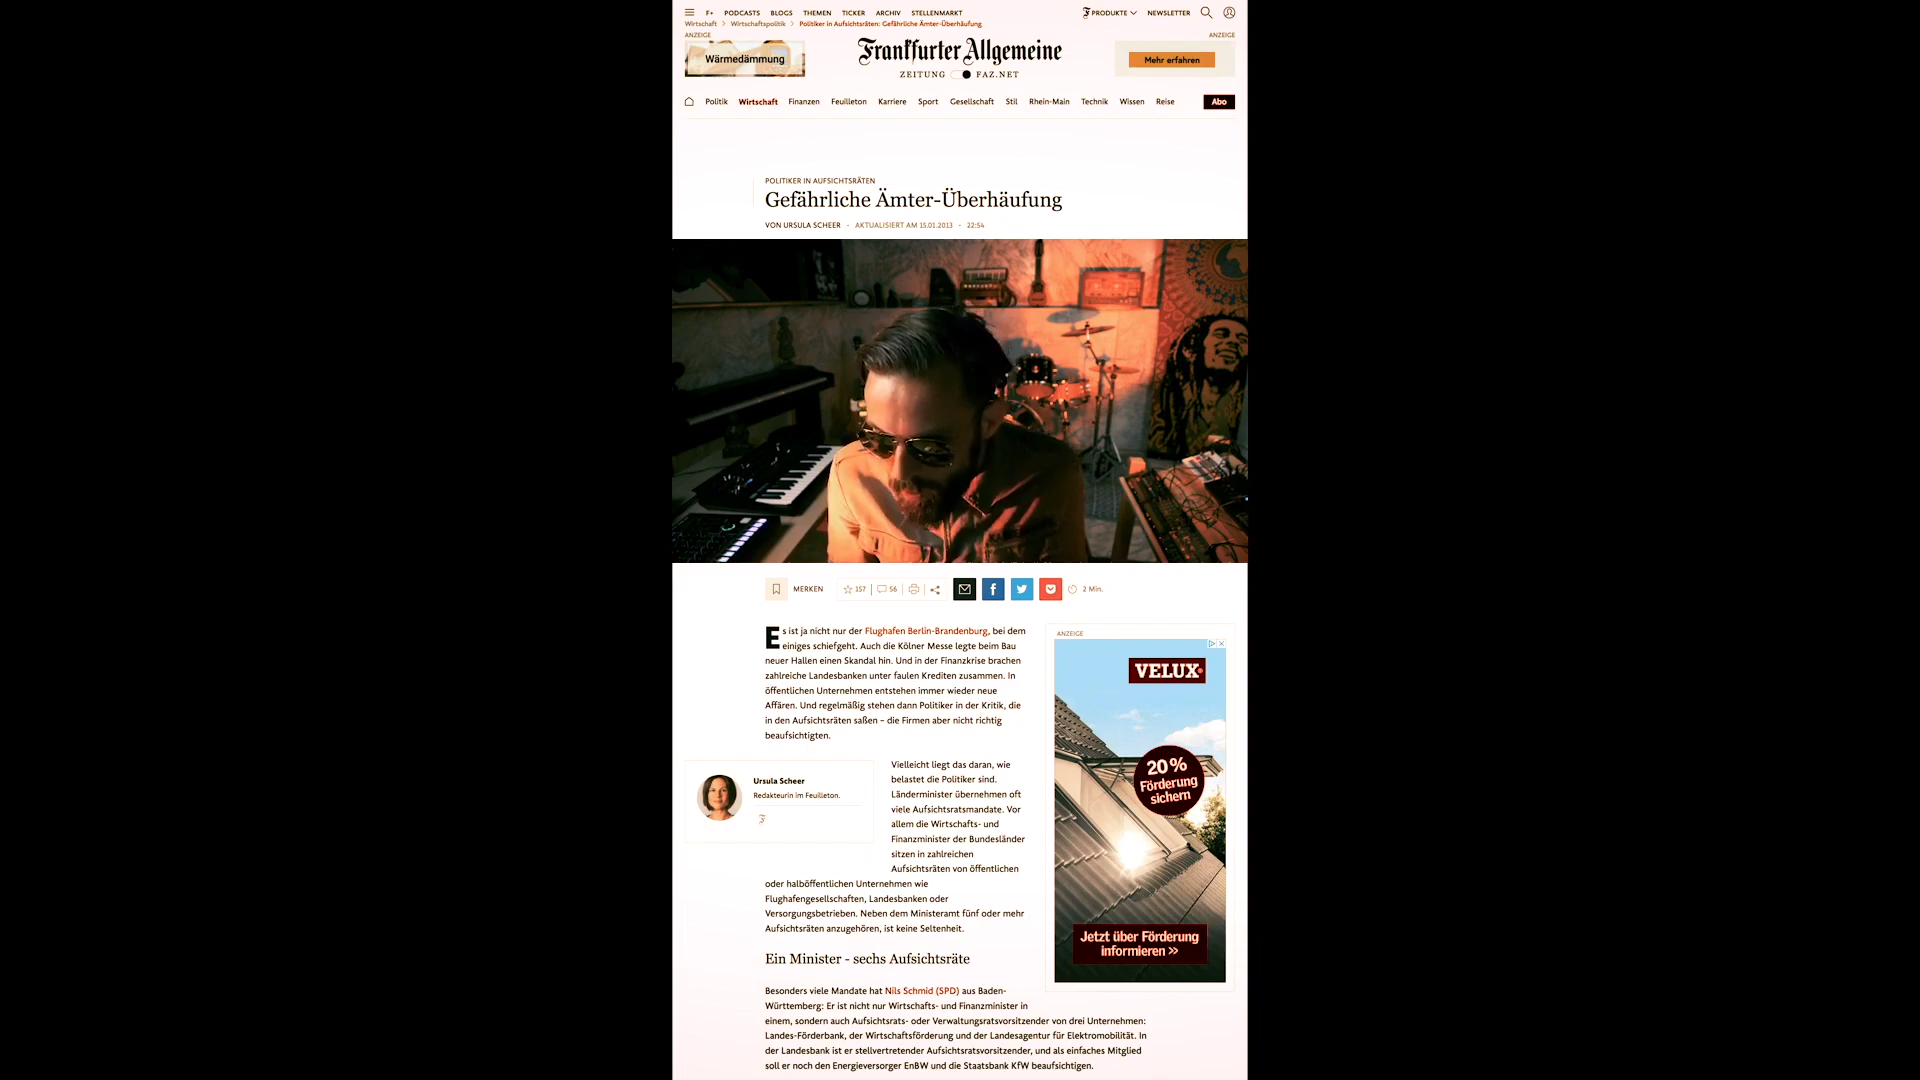 F+ PODCASTS BLOGS THEMEN TICKER ARCHIV STELLENMARKT PRODUKTE NEWSLETTER
Wirtschaft > Wirtschaftspolitik > Politiker in Aufsichtsräten: Gefährliche Ämter-Überhäufung
ANZEIGE
ANZEIGE
Wärmedämmung
Frankfurter Allgemeine
ZEITUNG FAZ.NET
Mehr erfahren
Politik Wirtschaft Finanzen Feuilleton Karriere Sport Gesellschaft Stil Rhein-Main Technik Wissen Reise Abo
POLITIKER IN AUFSICHTSRÄTEN
Gefährliche Ämter-Überhäufung
VON URSULA SCHEER - AKTUALISIERT AM 15.01.2013 - 22:54
MERKEN 157 56 2 Min.
Es ist ja nicht nur der Flughafen Berlin-Brandenburg, bei dem
einiges schiefgeht. Auch die Kölner Messe legte beim Bau
neuer Hallen einen Skandal hin. Und in der Finanzkrise brachen
zahlreiche Landesbanken unter faulen Krediten zusammen. In
öffentlichen Unternehmen entstehen immer wieder neue
Affären. Und regelmäßig stehen dann Politiker in der Kritik, die
in den Aufsichtsräten saßen – die Firmen aber nicht richtig
beaufsichtigten.
Ursula Scheer
Redakteurin im Feuilleton.
Vielleicht liegt das daran, wie
belastet die Politiker sind.
Länderminister übernehmen oft
viele Aufsichtsratsmandate. Vor
allem die Wirtschafts- und
Finanzminister der Bundesländer
sitzen in zahlreichen
Aufsichtsräten von öffentlichen
oder halböffentlichen Unternehmen wie
Flughafengesellschaften, Landesbanken oder
Versorgungsbetrieben. Neben dem Ministeramt fünf oder mehr
Aufsichtsräten anzugehören, ist keine Seltenheit.
Ein Minister - sechs Aufsichtsräte
Besonders viele Mandate hat Nils Schmid (SPD) aus Baden-
Württemberg: Er ist nicht nur Wirtschafts- und Finanzminister in
einem, sondern auch Aufsichtsrats- oder Verwaltungsratsvorsitzender von drei Unternehmen:
Landes-Förderbank, der Wirtschaftsförderung und der Landesagentur für Elektromobilität. In
der Landesbank ist er stellvertretender Aufsichtsratsvorsitzender, und als einfaches Mitglied
soll er noch den Energieversorger EnBW und die Staatsbank KfW beaufsichtigen.
ANZEIGE
VELUX
20%
Förderung
sichern
Jetzt über Förderung
informieren »